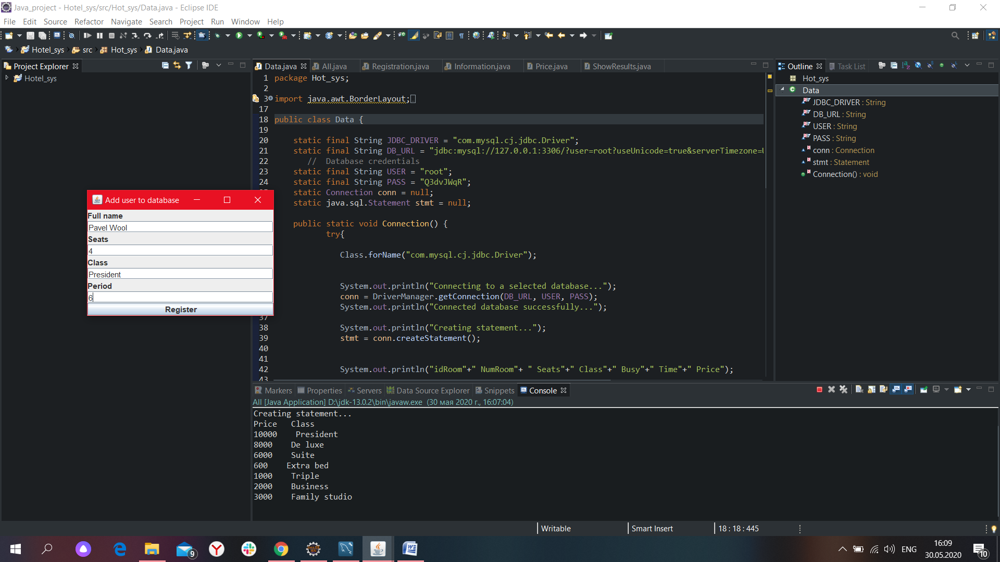 Java_project - Hotel_sys/src/Hot_sys/Data.java - Eclipse IDE
File Edit Source Refactor Navigate Search Project Run Window Help
Hotel_sys src Hot_sys Data.java
Project Explorer
Hotel_sys
Data.java All.java Registration.java Information.java Price.java ShowResults.java
1 package Hot_sys;
2
3 import java.awt.BorderLayout;
17
18 public class Data {
19
20 static final String JDBC_DRIVER = "com.mysql.cj.jdbc.Driver";
21 static final String DB_URL = "jdbc:mysql://127.0.0.1:3306/?user=root?useUnicode=true&serverTimezone=U
22 // Database credentials
23 static final String USER = "root";
24 static final String PASS = "Q3dvJWqR";
static Connection conn = null;
static java.sql.Statement stmt = null;
public static void Connection() {
try{
Class.forName("com.mysql.cj.jdbc.Driver");
System.out.println("Connecting to a selected database...");
conn = DriverManager.getConnection(DB_URL, USER, PASS);
System.out.println("Connected database successfully...");
37
38 System.out.println("Creating statement...");
39 stmt = conn.createStatement();
40
41
42 System.out.println("idRoom"+" NumRoom"+ " Seats"+" Class"+" Busy"+" Time"+" Price");
43
Add user to database
Full name
Pavel Wool
Seats
4
Class
President
Period
6
Register
Outline Task List
Hot_sys
Data
JDBC_DRIVER : String
DB_URL : String
USER : String
PASS : String
conn : Connection
stmt : Statement
Connection() : void
Markers Properties Servers Data Source Explorer Snippets Console
All [Java Application] D:\jdk-13.0.2\bin\javaw.exe (30 мая 2020 г., 16:07:04)
Creating statement...
Price Class
10000 President
8000 De luxe
6000 Suite
600 Extra bed
1000 Triple
2000 Business
3000 Family studio
Writable Smart Insert 18 : 18 : 445
9
ENG
16:09
30.05.2020
10